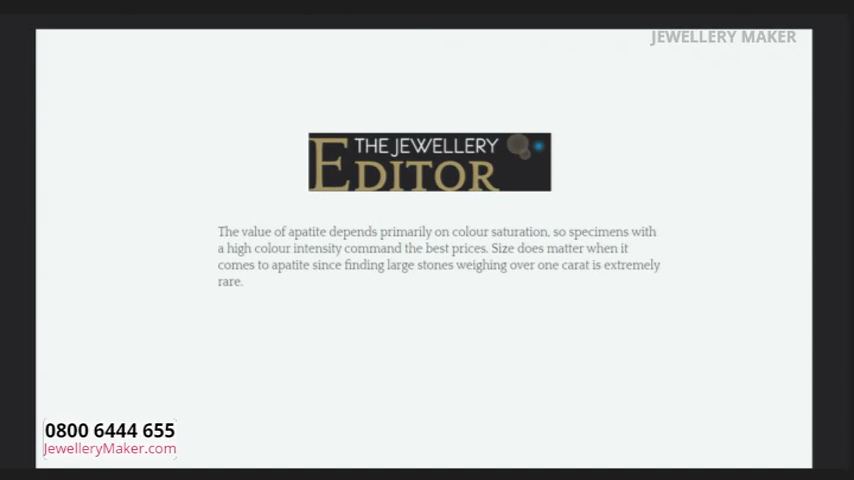 JEWELLERY MAKER
THE JEWELLERY
EDITOR
The value of apatite depends primarily on colour saturation, so specimens with
a high colour intensity command the best prices. Size does matter when it
comes to apatite since finding large stones weighing over one carat is extremely
rare.
0800 6444 655
JewelleryMaker.com